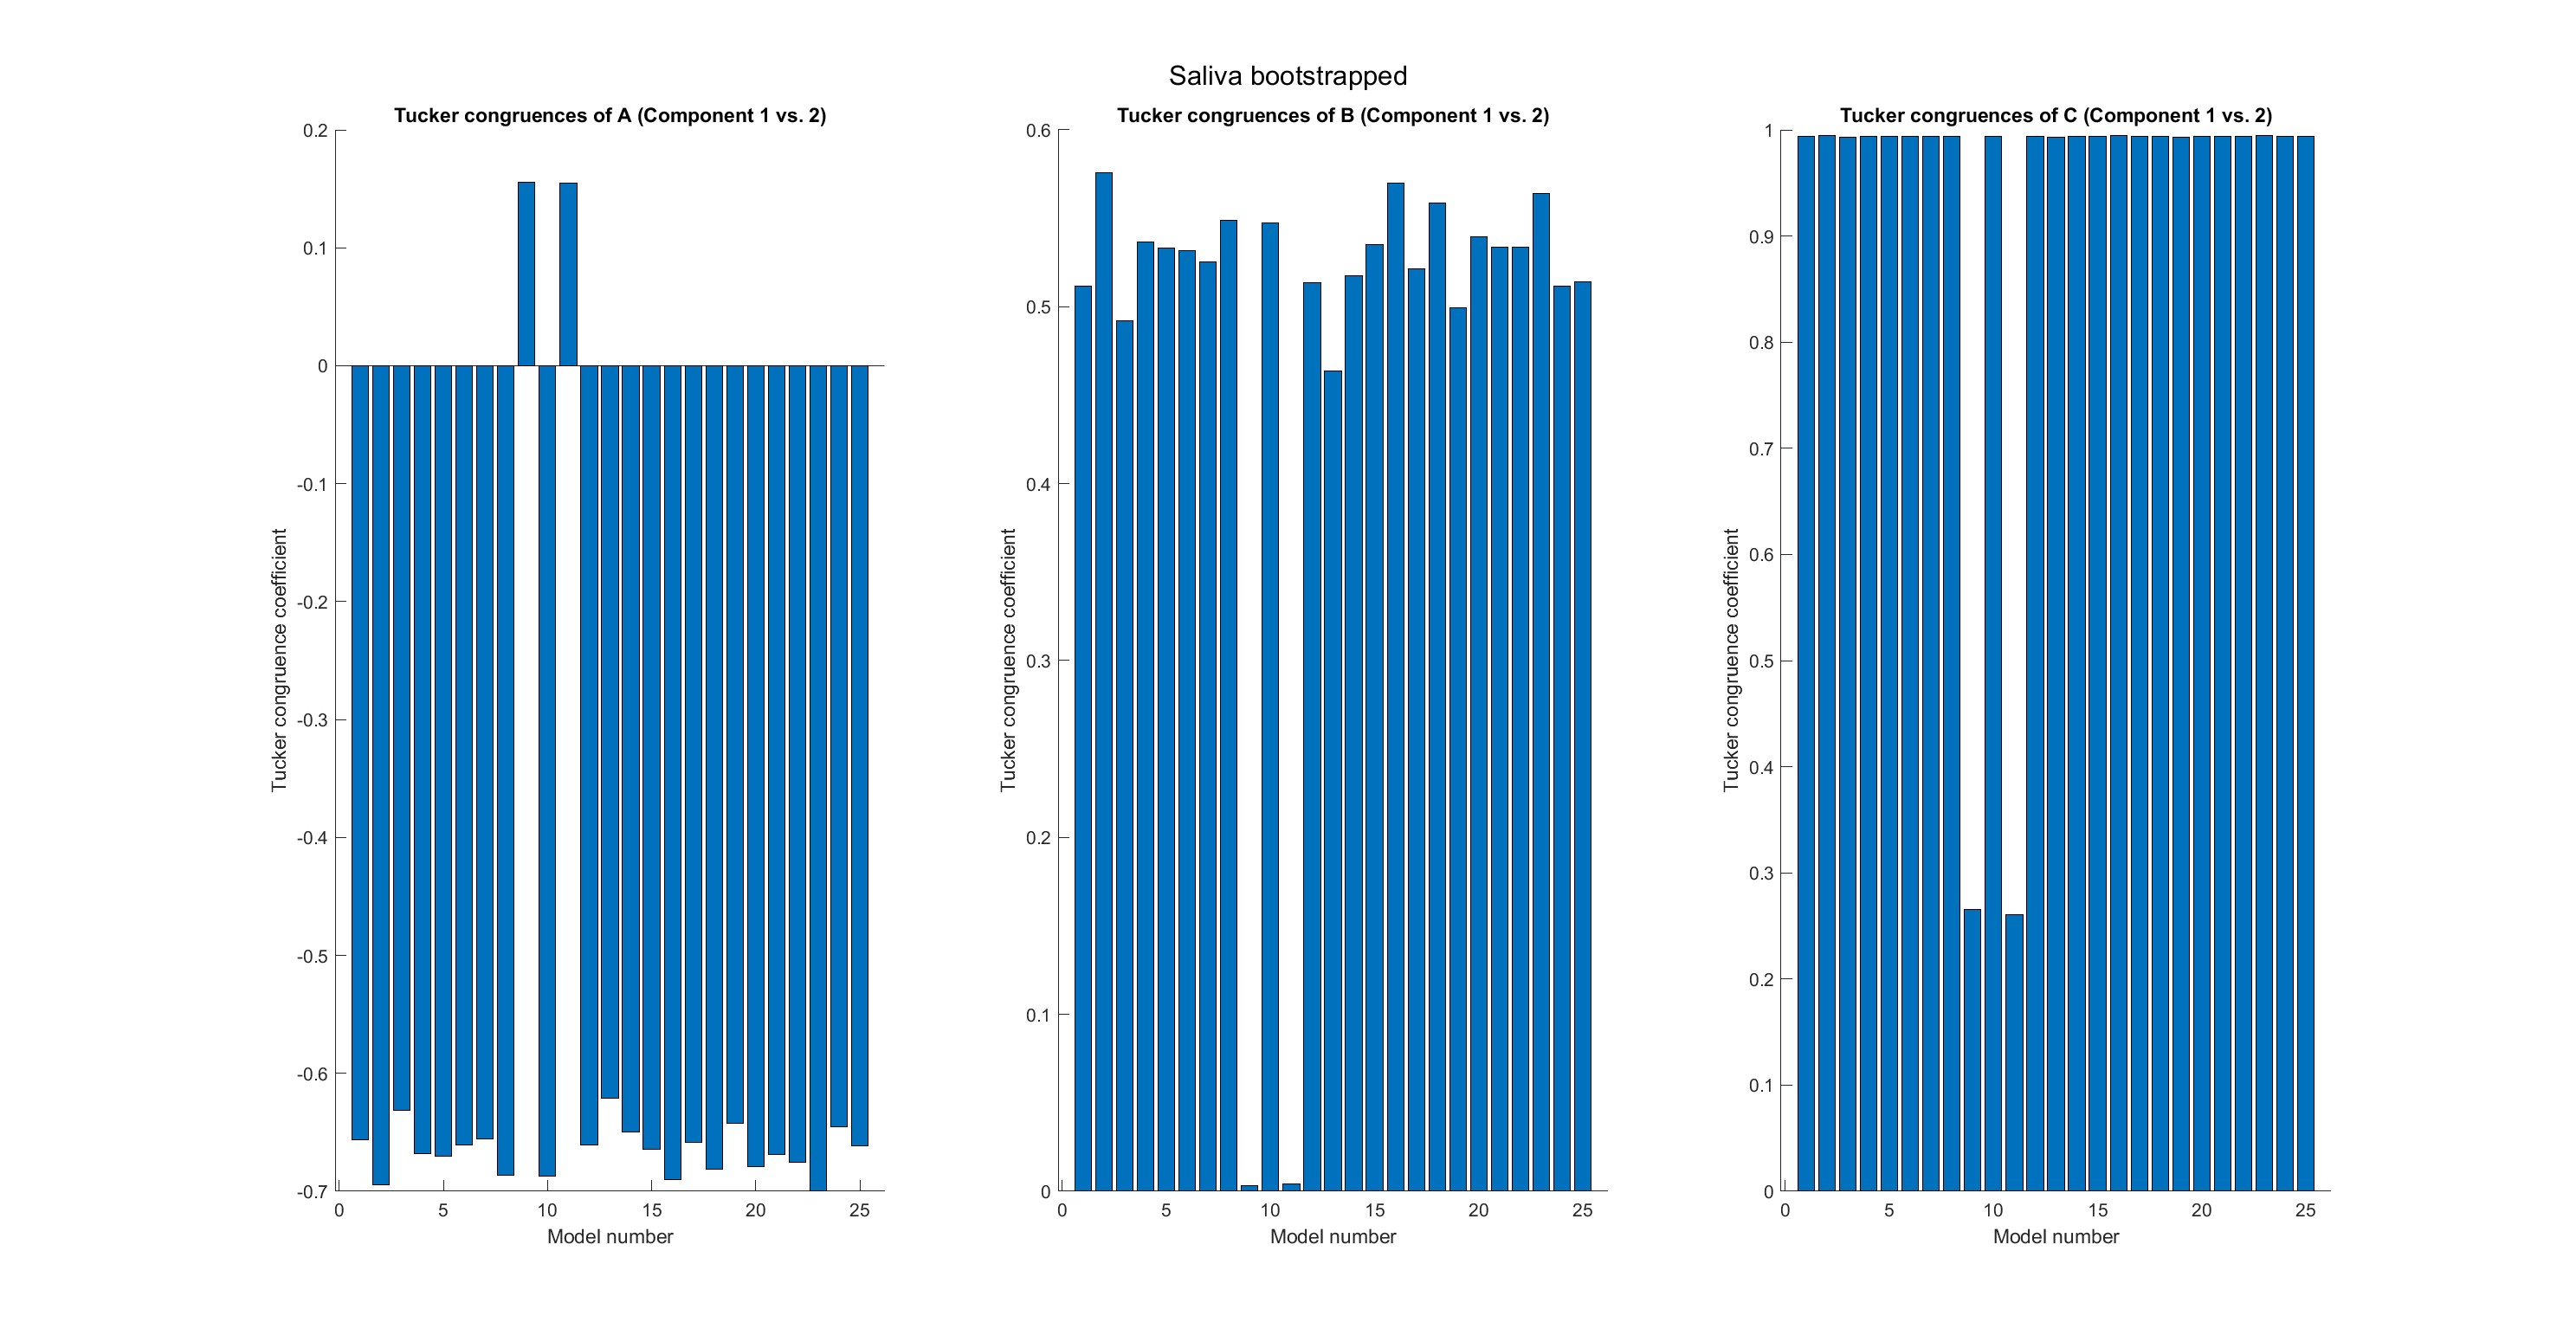 Saliva bootstrapped
Tucker congruences of A (Component 1 vs. 2)
Tucker congruence coefficient
0.2
0.1
0
-0.1
-0.2
-0.3
-0.4
-0.5
-0.6
-0.7
0 5 10 15 20 25
Model number
Tucker congruences of B (Component 1 vs. 2)
Tucker congruence coefficient
0.6
0.5
0.4
0.3
0.2
0.1
0
0 5 10 15 20 25
Model number
Tucker congruences of C (Component 1 vs. 2)
Tucker congruence coefficient
1
0.9
0.8
0.7
0.6
0.5
0.4
0.3
0.2
0.1
0
0 5 10 15 20 25
Model number